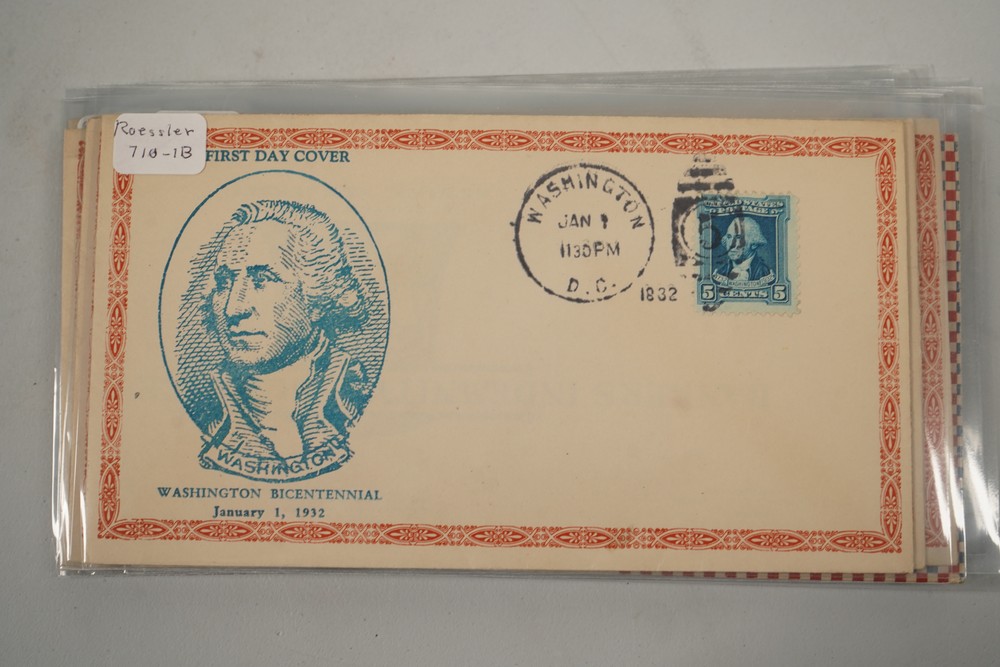 Roessler
710-1B
FIRST DAY COVER
WASHINGTON
JAN 1
1130PM
D.C.
1932
UNITED STATES
POSTAGE
5 CENTS 5
WASHINGTON
WASHINGTON BICENTENNIAL
January 1, 1932